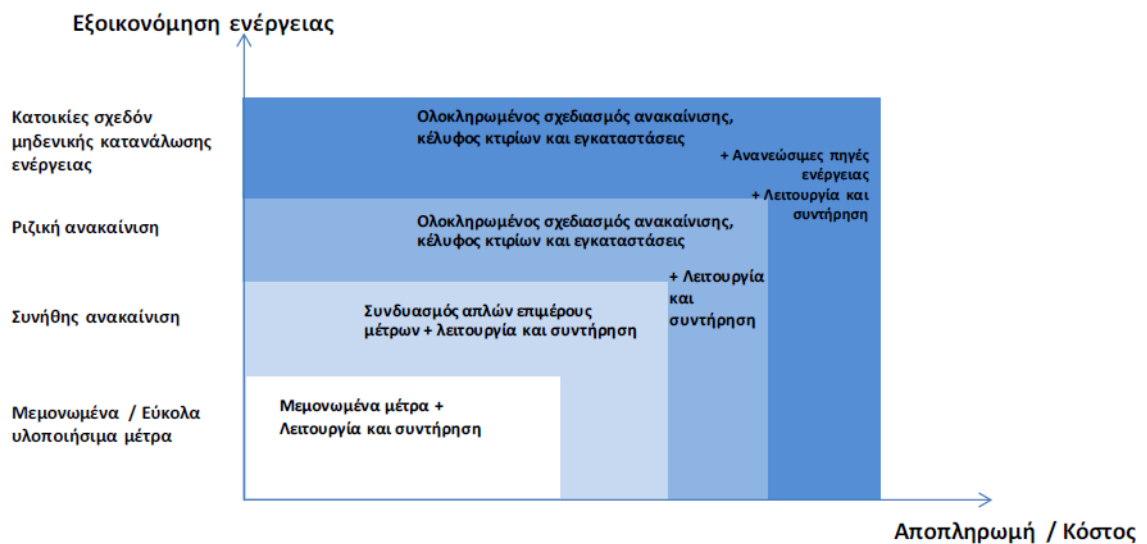 Εξοικονόμηση ενέργειας
Κατοικίες σχεδόν
μηδενικής κατανάλωσης
ενέργειας
Ολοκληρωμένος σχεδιασμός ανακαίνισης,
κέλυφος κτιρίων και εγκαταστάσεις
+ Ανανεώσιμες πηγές
ενέργειας
+ Λειτουργία και
συντήρηση
Ριζική ανακαίνιση
Ολοκληρωμένος σχεδιασμός ανακαίνισης,
κέλυφος κτιρίων και εγκαταστάσεις
+ Λειτουργία
και
συντήρηση
Συνήθης ανακαίνιση
Συνδυασμός απλών επιμέρους
μέτρων + λειτουργία και συντήρηση
Μεμονωμένα / Εύκολα
υλοποιήσιμα μέτρα
Μεμονωμένα μέτρα +
Λειτουργία και συντήρηση
Αποπληρωμή / Κόστος